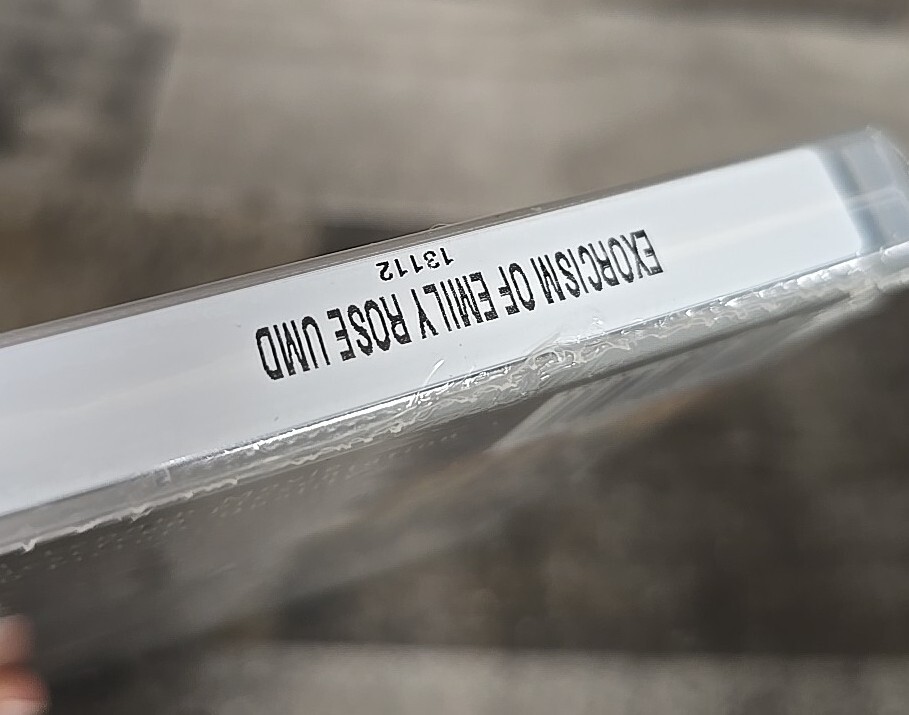 EXORCISM OF EMILY ROSE UMD
13112